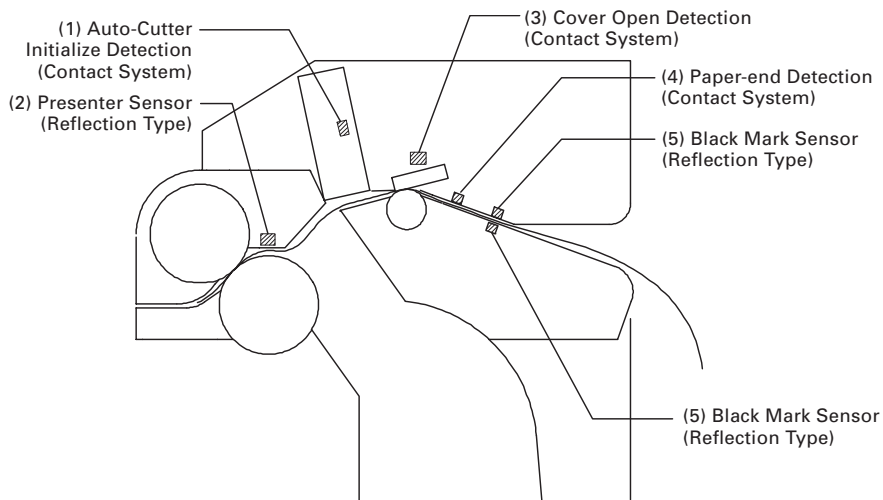 (1) Auto-Cutter
Initialize Detection
(Contact System)
(2) Presenter Sensor
(Reflection Type)
(3) Cover Open Detection
(Contact System)
(4) Paper-end Detection
(Contact System)
(5) Black Mark Sensor
(Reflection Type)
(5) Black Mark Sensor
(Reflection Type)